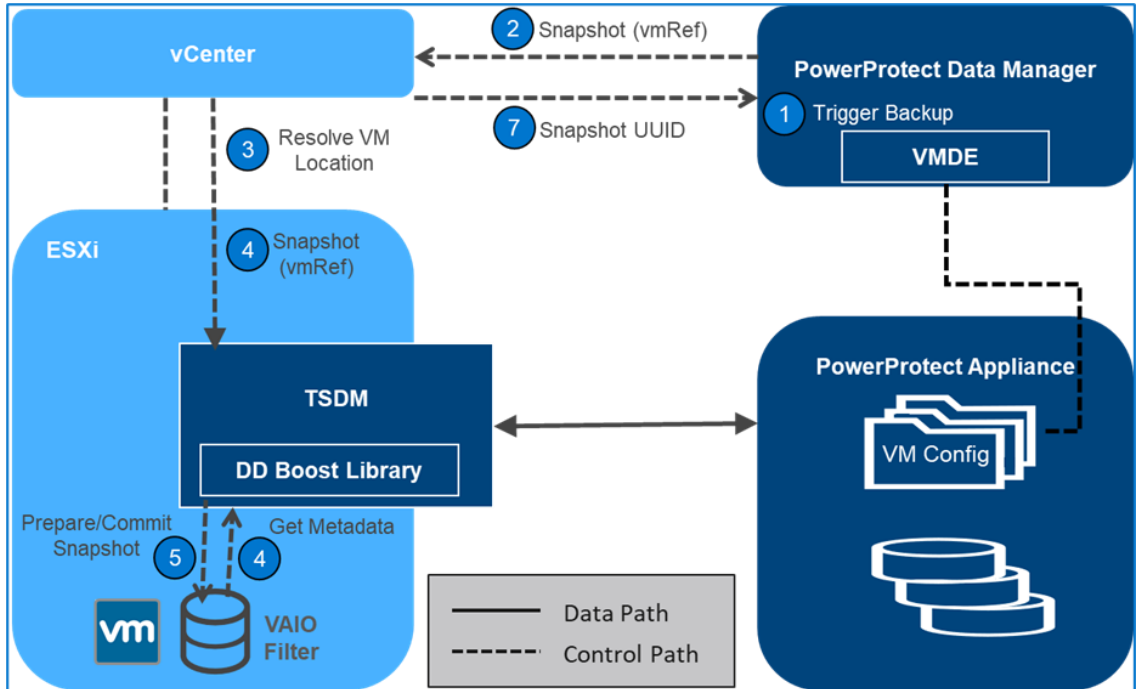 vCenter
2
Snapshot (vmRef)
PowerProtect Data Manager
1
Trigger Backup
VMDE
7
Snapshot UUID
3
Resolve VM
Location
ESXi
4
Snapshot
(vmRef)
TSDM
DD Boost Library
PowerProtect Appliance
VM Config
Prepare/Commit
Snapshot
5
Get Metadata
4
vm
VAIO
Filter
Data Path
Control Path